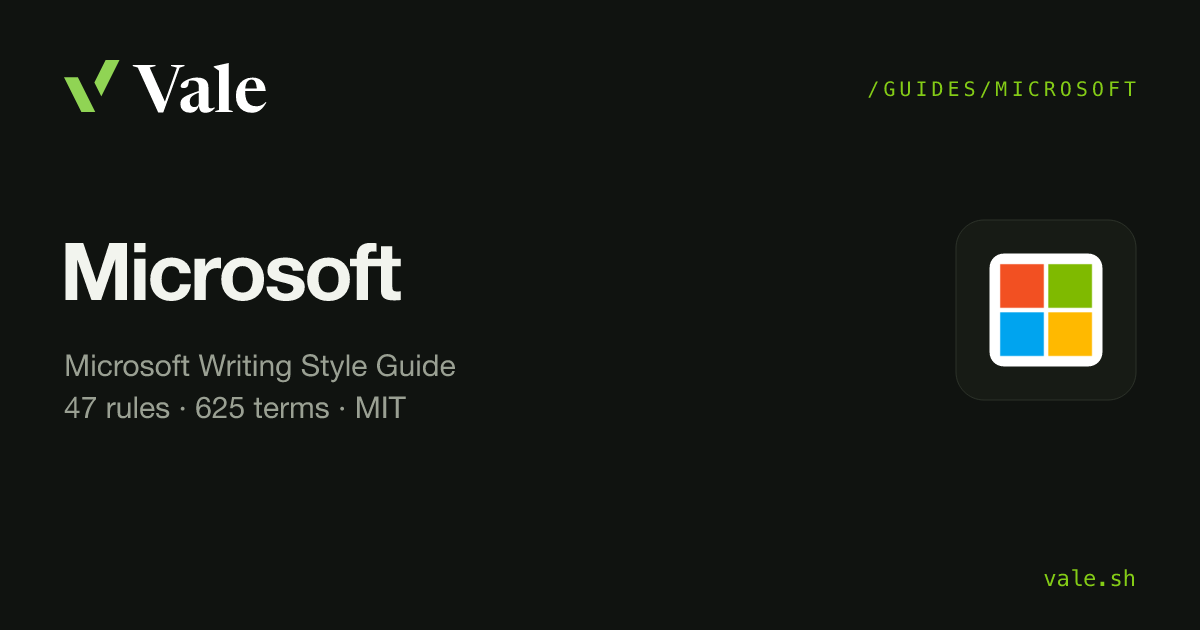 Vale
/GUIDES/MICROSOFT
Microsoft
Microsoft Writing Style Guide
47 rules · 625 terms · MIT
vale.sh